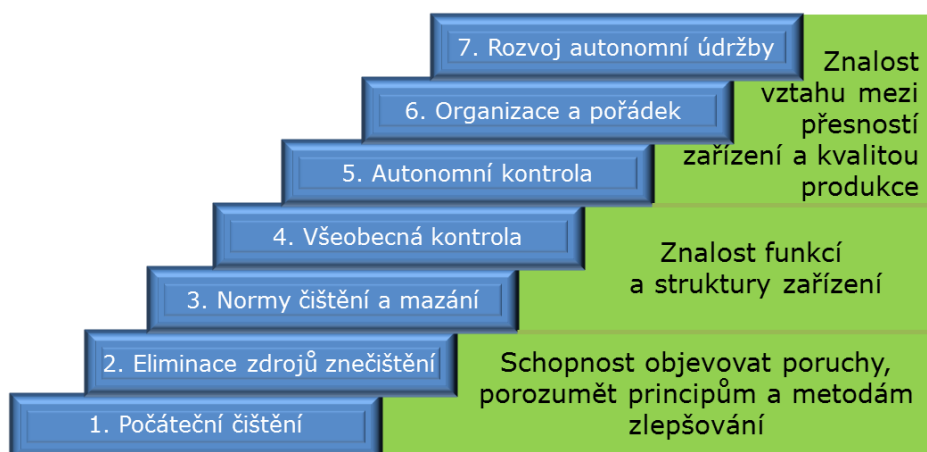 7. Rozvoj autonomní údržby
6. Organizace a pořádek
5. Autonomní kontrola
4. Všeobecná kontrola
3. Normy čištění a mazání
2. Eliminace zdrojů znečištění
1. Počáteční čištění
Znalost
vztahu mezi
přesností
zařízení a kvalitou
produkce
Znalost funkcí
a struktury zařízení
Schopnost objevovat poruchy,
porozumět principům a metodám
zlepšování